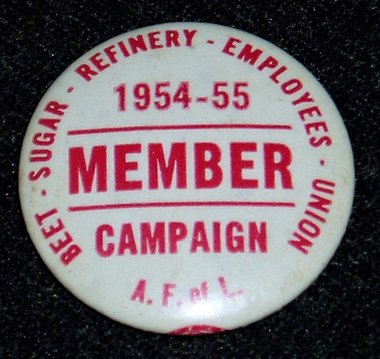 BEET - SUGAR - REFINERY - EMPLOYEES - UNION
1954-55
MEMBER
CAMPAIGN
A. F. of L.